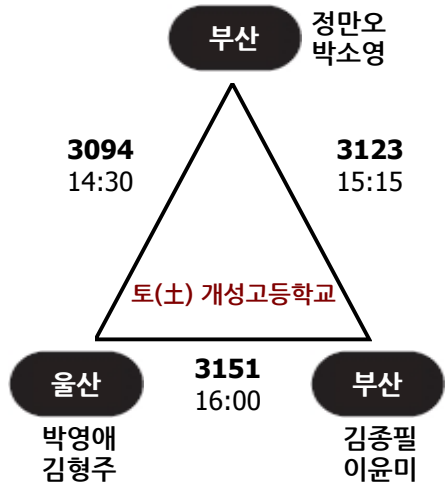 부산
정만오
박소영
3094
14:30
3123
15:15
토(土) 개성고등학교
울산
3151
16:00
부산
박영애
김형주
김종필
이윤미